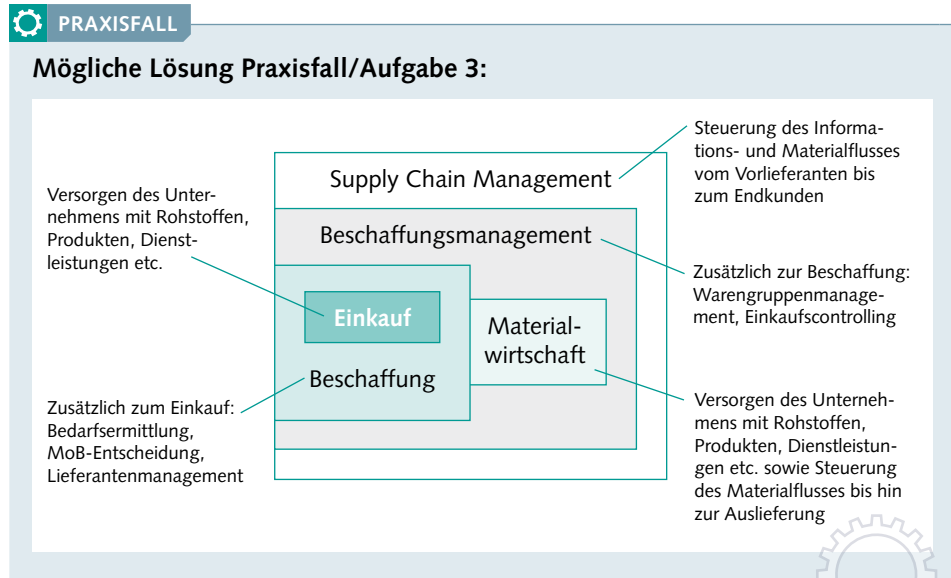 PRAXISFALL
Mögliche Lösung Praxisfall/Aufgabe 3:
Versorgen des Unter-
nehmens mit Rohstoffen,
Produkten, Dienst-
leistungen etc.
Zusätzlich zum Einkauf:
Bedarfsermittlung,
MoB-Entscheidung,
Lieferantenmanagement
Supply Chain Management
Beschaffungsmanagement
Einkauf
Beschaffung
Material-
wirtschaft
Steuerung des Informa-
tions- und Materialflusses
vom Vorlieferanten bis
zum Endkunden
Zusätzlich zur Beschaffung:
Warengruppenmanage-
ment, Einkaufscontrolling
Versorgen des Unterneh-
mens mit Rohstoffen,
Produkten, Dienstleistun-
gen etc. sowie Steuerung
des Materialflusses bis hin
zur Auslieferung